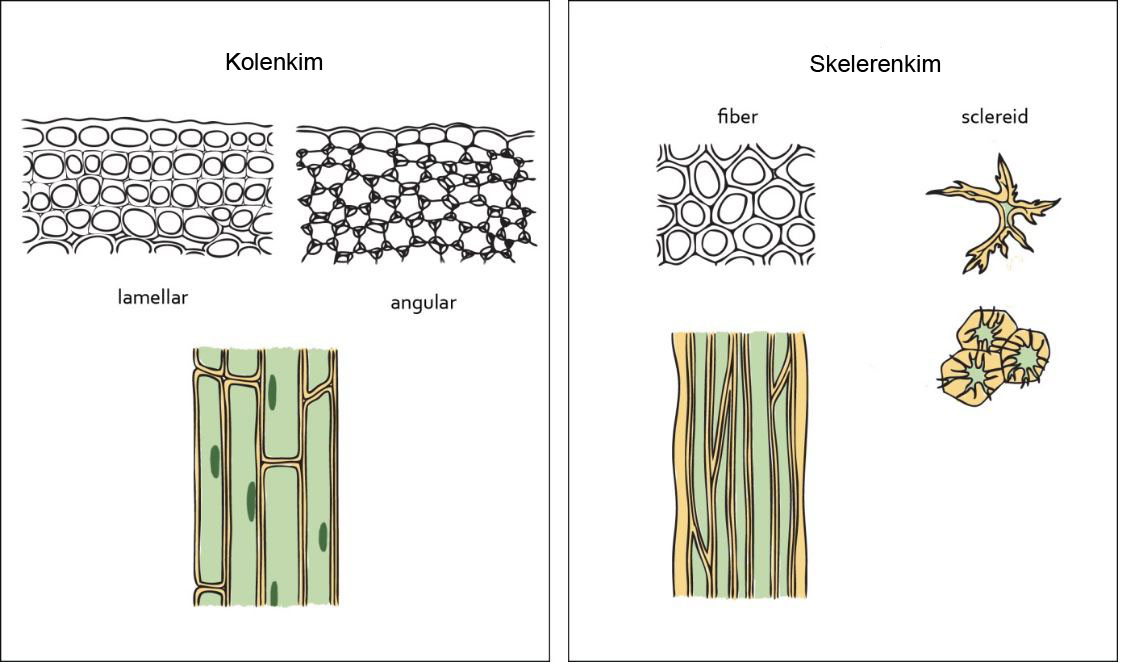 Kolenkim
lamellar
angular
Skelerenkim
fiber
sclereid